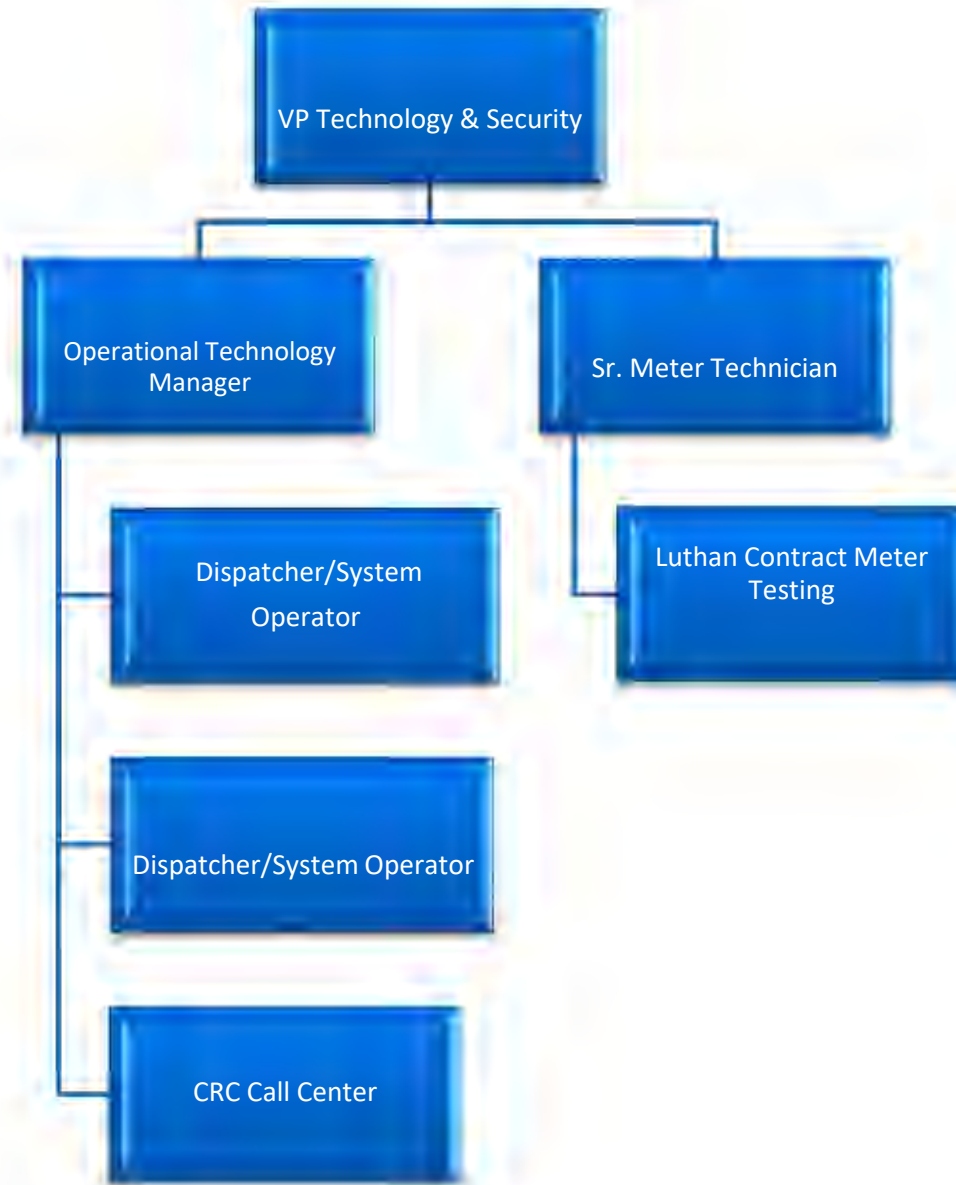 VP Technology & Security
Operational Technology
Manager
Sr. Meter Technician
Dispatcher/System
Operator
Luthan Contract Meter
Testing
Dispatcher/System Operator
CRC Call Center